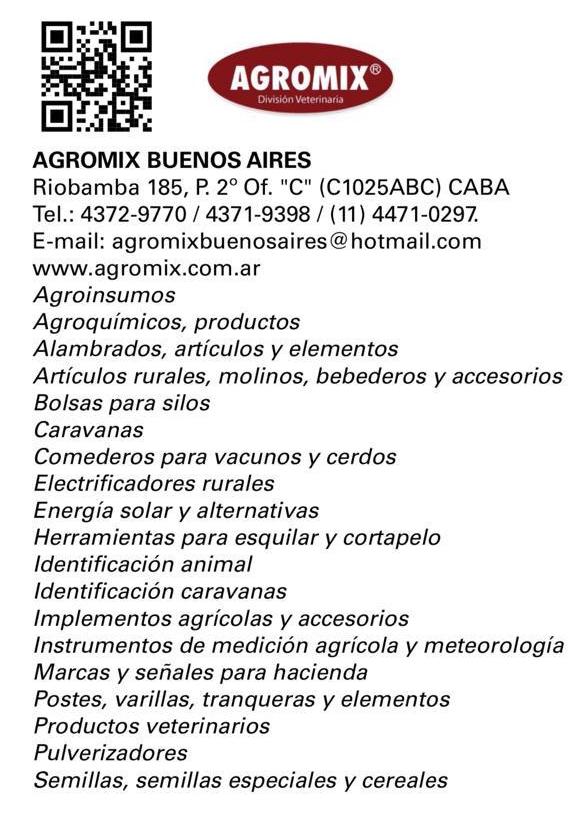 AGROMIX®
División Veterinaria
AGROMIX BUENOS AIRES
Riobamba 185, P. 2º Of. "C" (C1025ABC) CABA
Tel.: 4372-9770 / 4371-9398 / (11) 4471-0297.
E-mail: agromixbuenosaires@hotmail.com
www.agromix.com.ar
Agroinsumos
Agroquímicos, productos
Alambrados, artículos y elementos
Artículos rurales, molinos, bebederos y accesorios
Bolsas para silos
Caravanas
Comederos para vacunos y cerdos
Electrificadores rurales
Energía solar y alternativas
Herramientas para esquilar y cortapelo
Identificación animal
Identificación caravanas
Implementos agrícolas y accesorios
Instrumentos de medición agrícola y meteorología
Marcas y señales para hacienda
Postes, varillas, tranqueras y elementos
Productos veterinarios
Pulverizadores
Semillas, semillas especiales y cereales